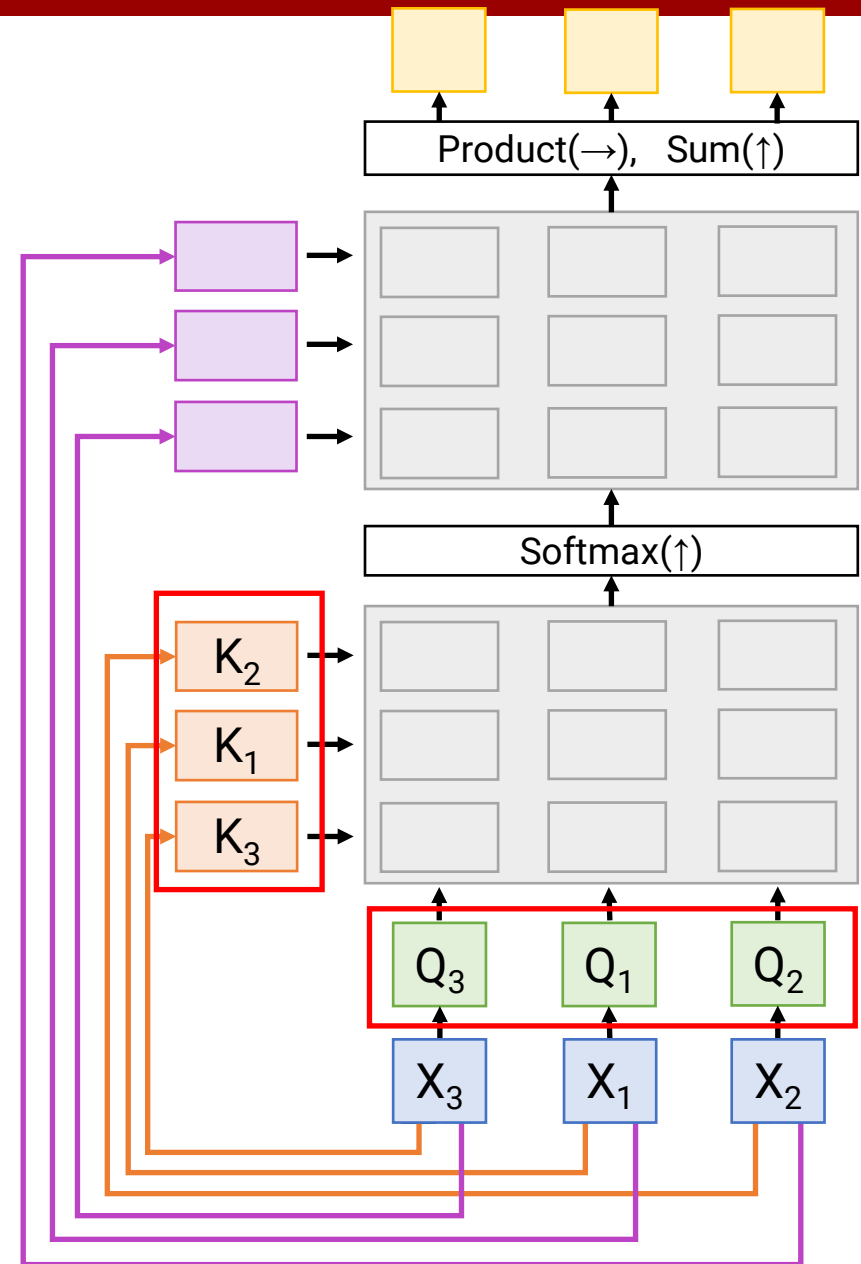 Product(→), Sum(↑)
Softmax(↑)
K₂
K₁
K₃
Q₃ Q₁ Q₂
X₃ X₁ X₂